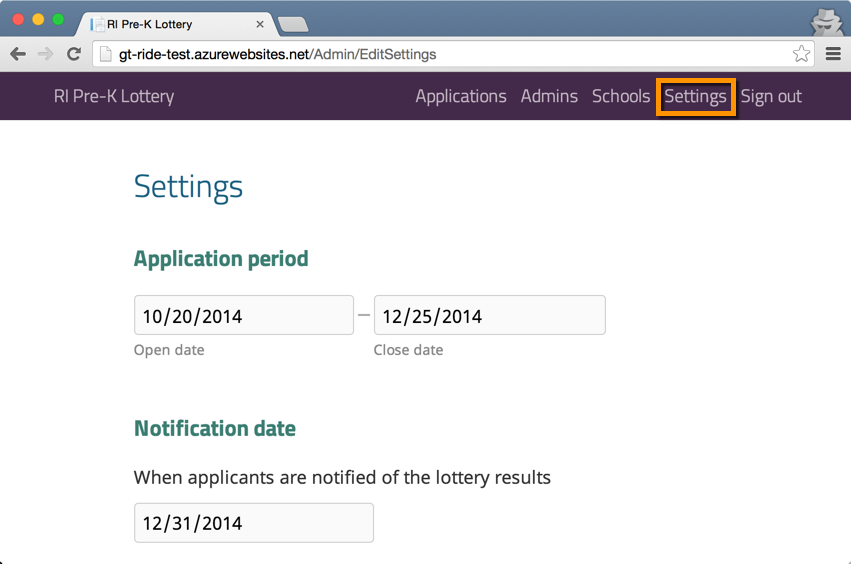 RI Pre-K Lottery
gt-ride-test.azurewebsites.net/Admin/EditSettings
RI Pre-K Lottery Applications Admins Schools Settings Sign out
Settings
Application period
10/20/2014 – 12/25/2014
Open date Close date
Notification date
When applicants are notified of the lottery results
12/31/2014